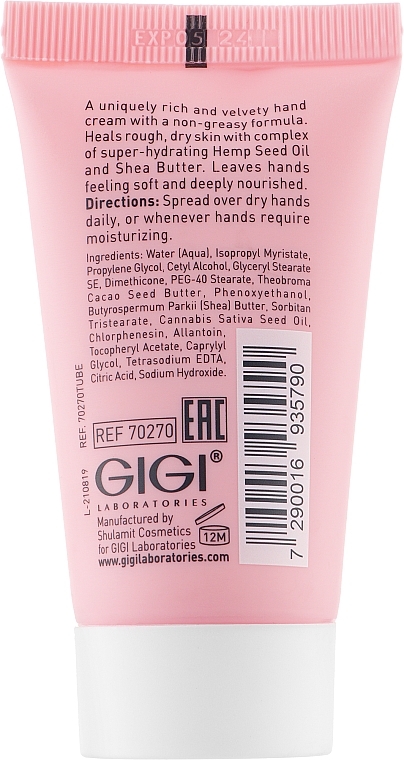 EXP05 24
A uniquely rich and velvety hand
cream with a non-greasy formula.
Heals rough, dry skin with complex
of super-hydrating Hemp Seed Oil
and Shea Butter. Leaves hands
feeling soft and deeply nourished.
Directions: Spread over dry hands
daily, or whenever hands require
moisturizing.
Ingredients: Water (Aqua), Isopropyl Myristate,
Propylene Glycol, Cetyl Alcohol, Glyceryl Stearate
SE, Dimethicone, PEG-40 Stearate, Theobroma
Cacao Seed Butter, Phenoxyethanol,
Butyrospermum Parkii (Shea) Butter, Sorbitan
Tristearate, Cannabis Sativa Seed Oil,
Chlorphenesin, Allantoin,
Tocopheryl Acetate, Caprylyl
Glycol, Tetrasodium EDTA,
Citric Acid, Sodium Hydroxide.
REF 70270
EAC
GIGI®
LABORATORIES
Manufactured by
Shulamit Cosmetics
for GIGI Laboratories
www.gigilaboratories.com
12M
L-210819
REF. 70270TUBE
7 290016 935790